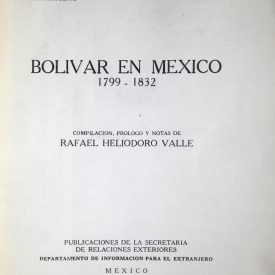 BOLIVAR EN MEXICO
1799 - 1832
COMPILACION, PROLOGO Y NOTAS DE
RAFAEL HELIODORO VALLE
PUBLICACIONES DE LA SECRETARIA
DE RELACIONES EXTERIORES
DEPARTAMENTO DE INFORMACION PARA EL EXTRANJERO
MEXICO